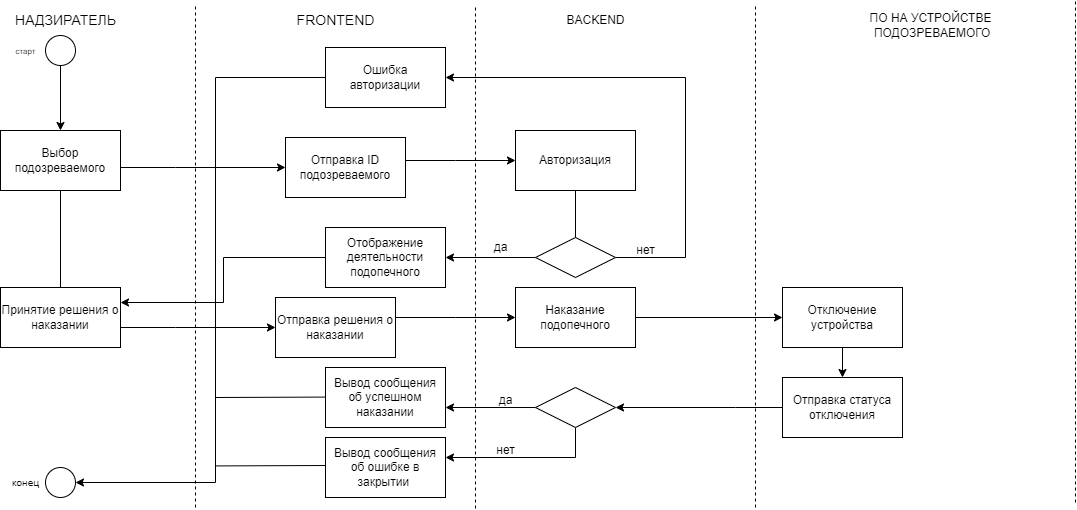 НАДЗИРАТЕЛЬ
FRONTEND
BACKEND
ПО НА УСТРОЙСТВЕ
ПОДОЗРЕВАЕМОГО
старт
Ошибка
авторизации
Выбор
подозреваемого
Отправка ID
подозреваемого
Авторизация
Отображение
деятельности
подопечного
да
нет
Принятие решения о
наказании
Отправка решения о
наказании
Наказание
подопечного
Отключение
устройства
Вывод сообщения
об успешном
наказании
да
Отправка статуса
отключения
Вывод сообщения
об ошибке в
закрытии
нет
конец